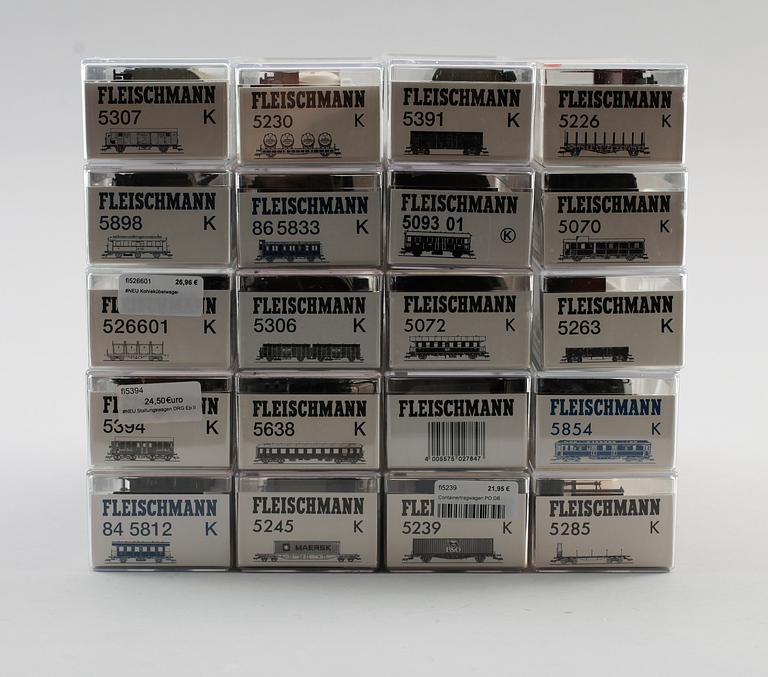 FLEISCHMANN
5307 K
FLEISCHMANN
5230 K
FLEISCHMANN
5391 K
FLEISCHMANN
5226 K
FLEISCHMANN
5898 K
FLEISCHMANN
86 5833 K
FLEISCHMANN
5093 01 K
FLEISCHMANN
5070 K
fl526601 26,96 €
#NEU Kohlekübelwagen
526601 K
FLEISCHMANN
5306 K
FLEISCHMANN
5072 K
FLEISCHMANN
5263 K
fl5394
24,50 €uro
#NEU Stallungswagen DRG Ep.II
5394 K
FLEISCHMANN
5638 K
FLEISCHMANN
4 005575 027847
FLEISCHMANN
5854 K
FLEISCHMANN
84 5812 K
FLEISCHMANN
5245 K
MAERSK
fl5239 21,95 €
Containertragwagen PO DB
5239 K
P&O
FLEISCHMANN
5285 K